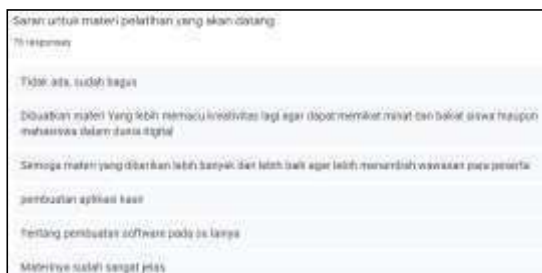 Saran untuk materi pelatihan yang akan datang
responses
Tidak ada, sudah bagus
Dibuatkan materi Yang lebih memacu kreativitas lagi agar dapat memikat minat dan bakat siswa maupun
mahasiswa dalam dunia digital
Semoga materi yang diberikan lebih banyak dan lebih baik agar lebih menambah wawasan para peserta
pembuatan aplikasi kasir
Tentang pembuatan software pada os lainya
Materinya sudah sangat jelas